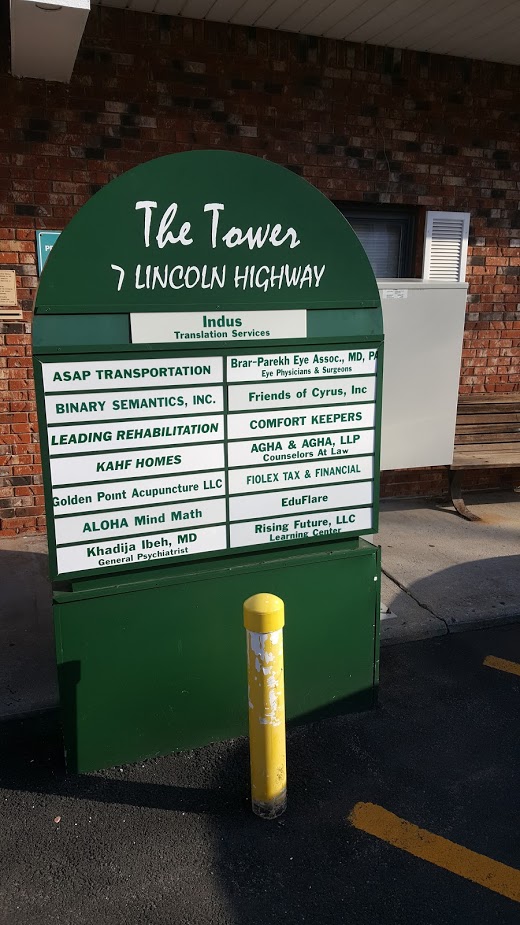 The Tower
7 LINCOLN HIGHWAY
Indus
Translation Services
ASAP TRANSPORTATION
BINARY SEMANTICS, INC.
LEADING REHABILITATION
KAHF HOMES
Golden Point Acupuncture LLC
ALOHA Mind Math
Khadija Ibeh, MD
General Psychiatrist
Brar-Parekh Eye Assoc., MD, PA
Eye Physicians & Surgeons
Friends of Cyrus, Inc
COMFORT KEEPERS
AGHA & AGHA, LLP
Counselors At Law
FIOLEX TAX & FINANCIAL
EduFlare
Rising Future, LLC
Learning Center